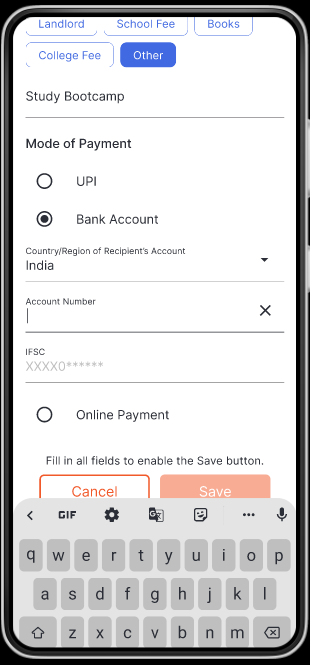 Landlord School Fee Books
College Fee Other
Study Bootcamp
Mode of Payment
UPI
Bank Account
Country/Region of Recipient's Account
India
Account Number
IFSC
XXXX0******
Online Payment
Fill in all fields to enable the Save button.
Cancel Save
GIF
q w e r t y u i o p
a s d f g h j k l
z x c v b n m